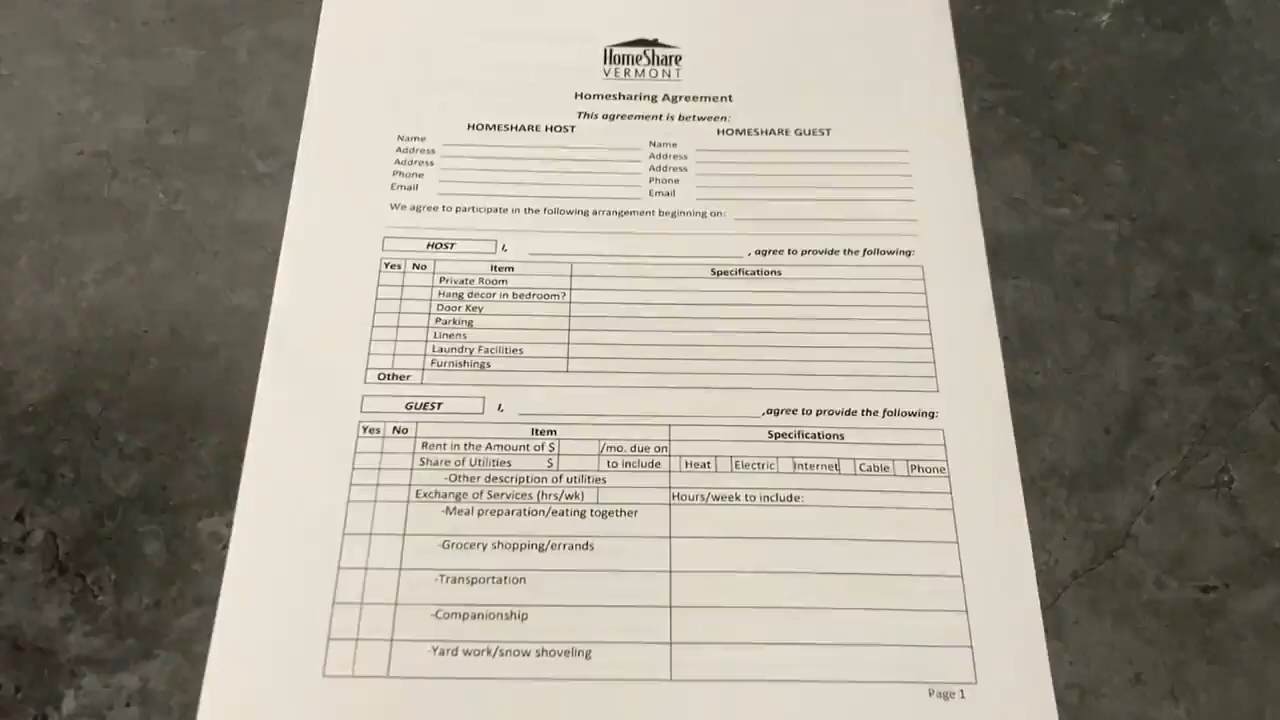 HomeShare
VERMONT
Homesharing Agreement
This agreement is between:
HOMESHARE HOST HOMESHARE GUEST
Name Name
Address Address
Address Address
Phone Phone
Email Email
We agree to participate in the following arrangement beginning on:
HOST I, , agree to provide the following:
Yes No Item Specifications
Private Room
Hang decor in bedroom?
Door Key
Parking
Linens
Laundry Facilities
Furnishings
Other
GUEST I, ,agree to provide the following:
Yes No Item Specifications
Rent in the Amount of $ /mo. due on
Share of Utilities $ to include Heat Electric Internet Cable Phone
-Other description of utilities
Exchange of Services (hrs/wk) Hours/week to include:
-Meal preparation/eating together
-Grocery shopping/errands
-Transportation
-Companionship
-Yard work/snow shoveling
Page 1